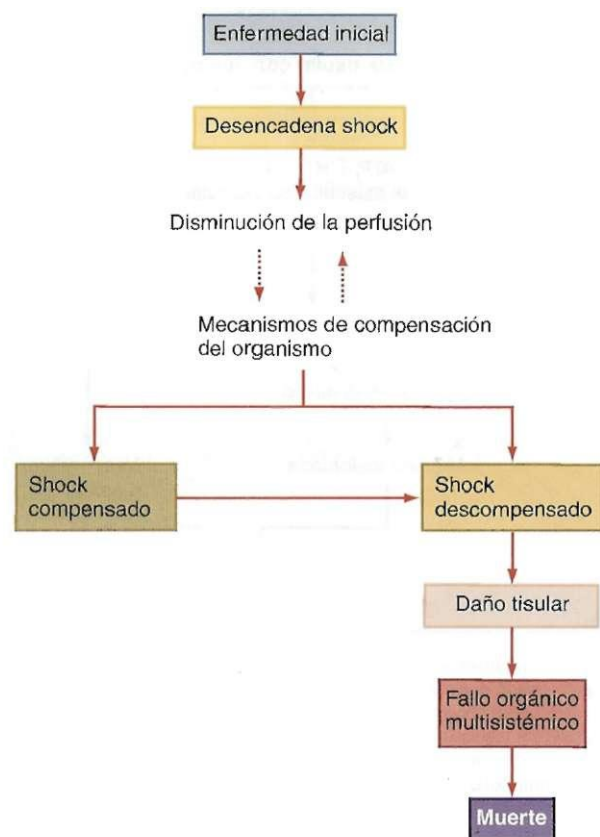 Enfermedad inicial
Desencadena shock
Disminución de la perfusión
Mecanismos de compensación
del organismo
Shock
compensado
Shock
descompensado
Daño tisular
Fallo orgánico
multisistémico
Muerte